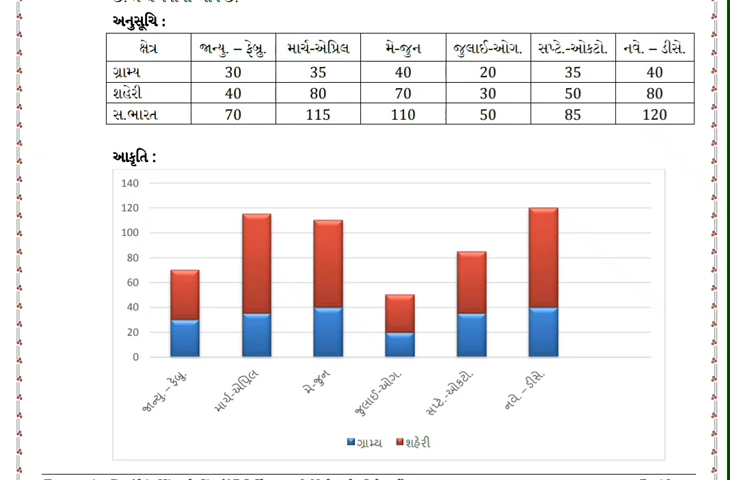 અનુસૂચિ :
ક્ષેત્ર જાન્યુ. – ફેબ્રુ. માર્ચ-એપ્રિલ મે-જુન જુલાઈ-ઓગ. સપ્ટે.-ઓકટો. નવે. – ડીસે.
ગ્રામ્ય 30 35 40 20 35 40
શહેરી 40 80 70 30 50 80
સ.ભારત 70 115 110 50 85 120
આકૃતિ :
140
120
100
80
60
40
20
0
જાન્યુ. – ફેબ્રુ. માર્ચ-એપ્રિલ મે-જુન જુલાઈ-ઓગ. સપ્ટે.-ઓકટો. નવે. – ડીસે.
ગ્રામ્ય શહેરી